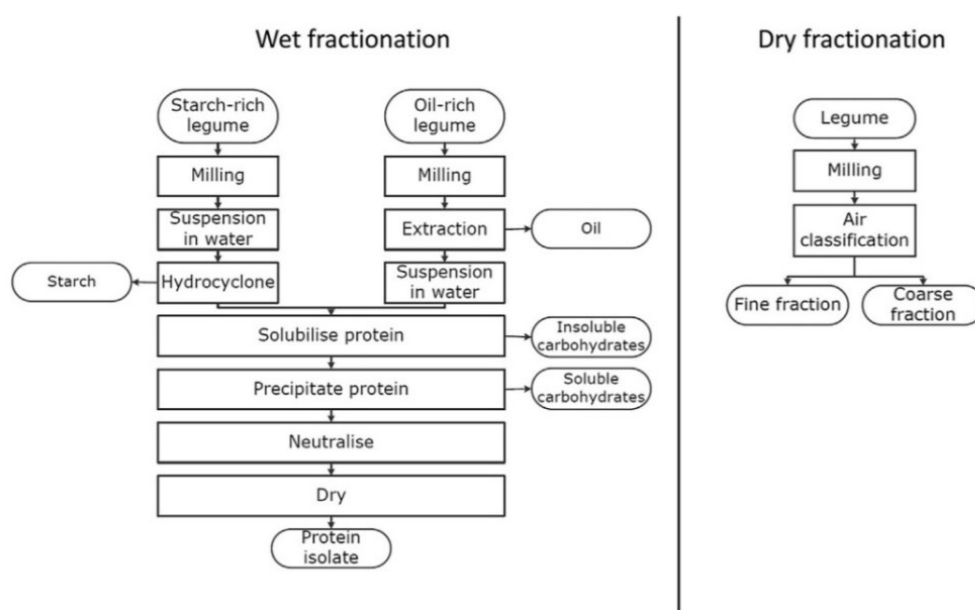 Wet fractionation
Starch-rich
legume
Oil-rich
legume
Milling
Milling
Suspension
in water
Extraction
Oil
Starch
Hydrocyclone
Suspension
in water
Solubilise protein
Insoluble
carbohydrates
Precipitate protein
Soluble
carbohydrates
Neutralise
Dry
Protein
isolate
Dry fractionation
Legume
Milling
Air
classification
Fine fraction
Coarse
fraction